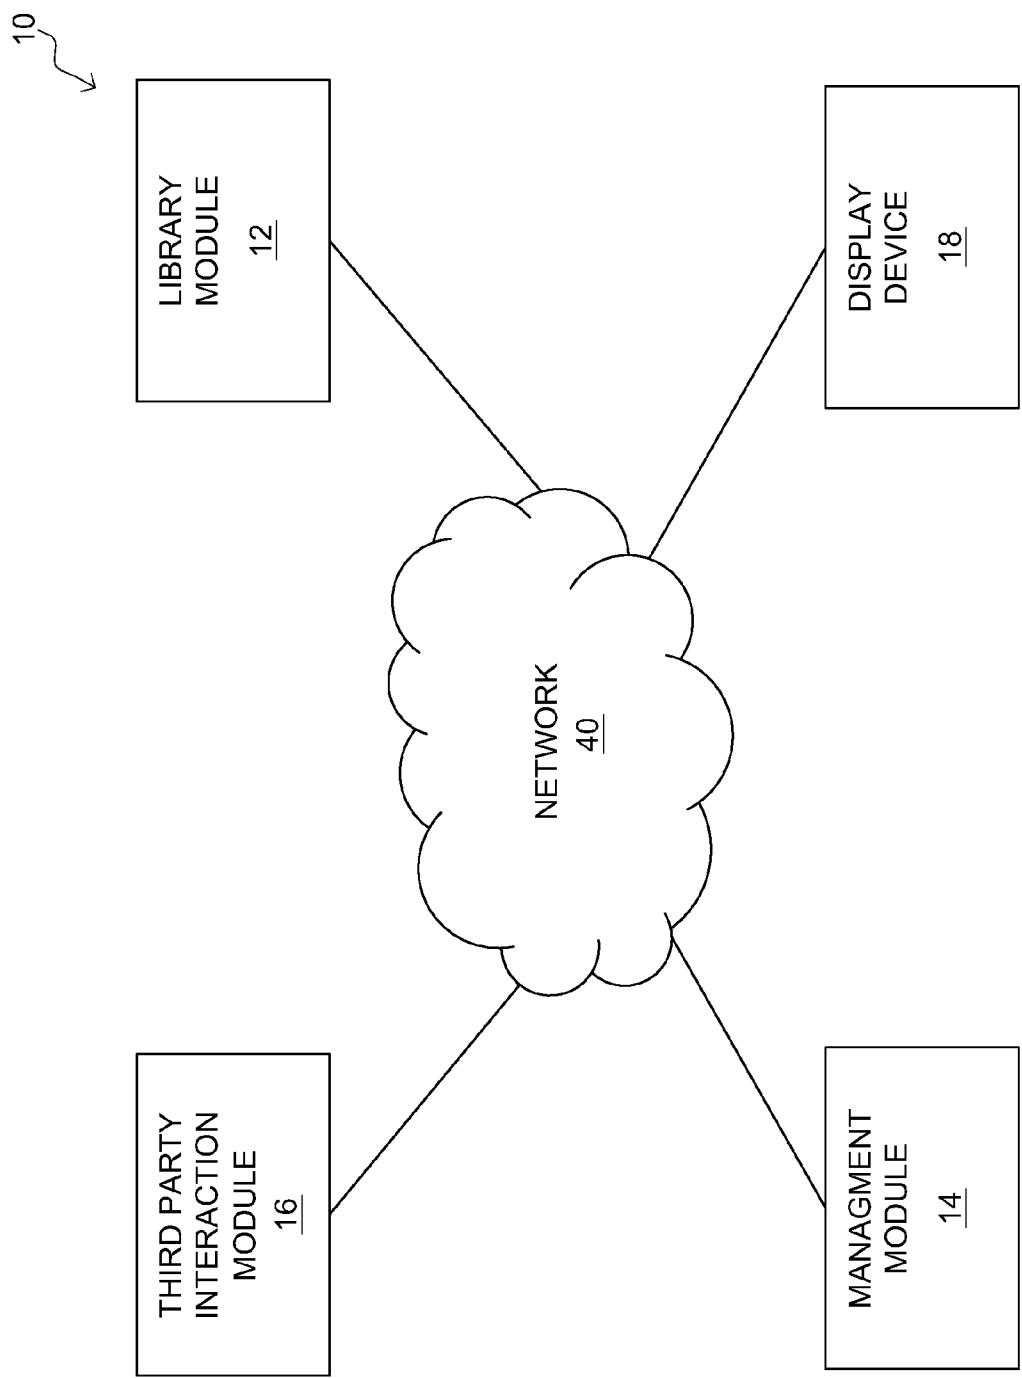 10
THIRD PARTY
INTERACTION
MODULE
16
LIBRARY
MODULE
12
NETWORK
40
MANAGMENT
MODULE
14
DISPLAY
DEVICE
18